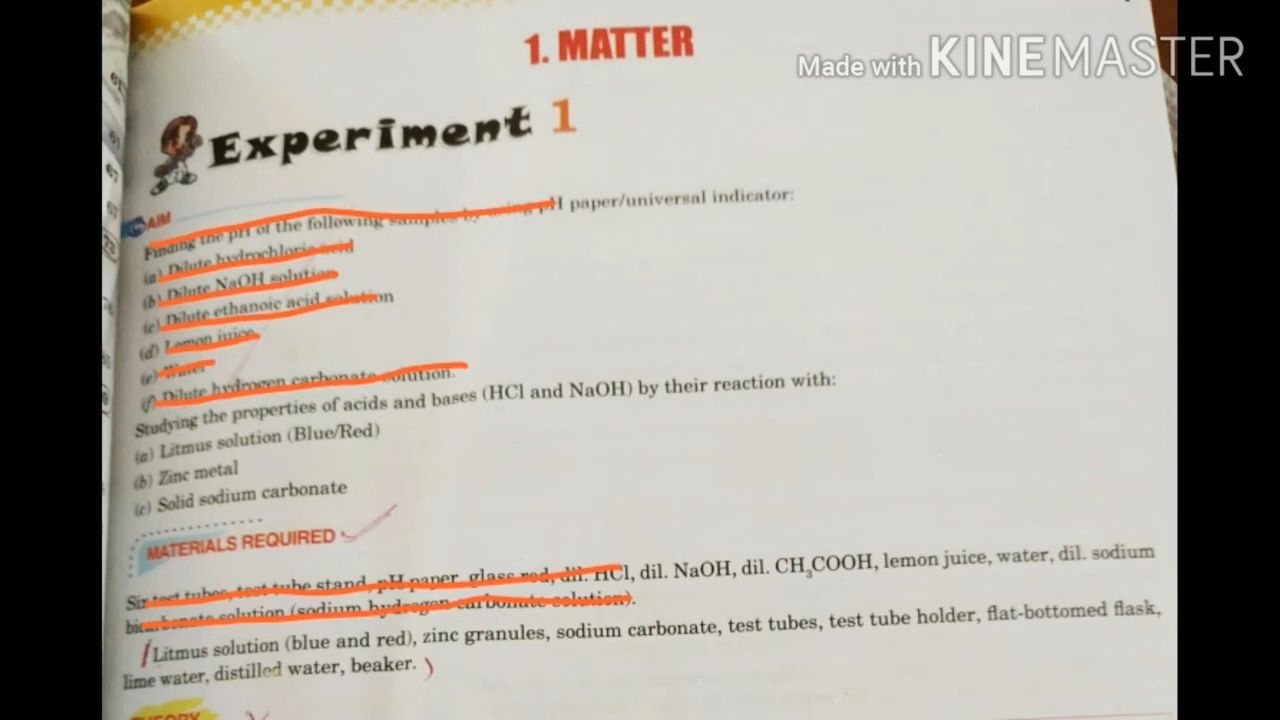 1. MATTER
Made with KINEMASTER
Experiment 1
AIM
Finding the pH of the following samples by using pH paper/universal indicator:
(a) Dilute hydrochloric acid
(b) Dilute NaOH solution
(c) Dilute ethanoic acid solution
(d) Lemon juice
(e) Water
(f) Dilute hydrogen carbonate solution.
Studying the properties of acids and bases (HCl and NaOH) by their reaction with:
(a) Litmus solution (Blue/Red)
(b) Zinc metal
(c) Solid sodium carbonate
MATERIALS REQUIRED
Six test tubes, test tube stand, pH paper, glass rod, dil. HCl, dil. NaOH, dil. CH₃COOH, lemon juice, water, dil. sodium
bicarbonate solution (sodium hydrogen carbonate solution).
Litmus solution (blue and red), zinc granules, sodium carbonate, test tubes, test tube holder, flat-bottomed flask,
lime water, distilled water, beaker.
THEORY